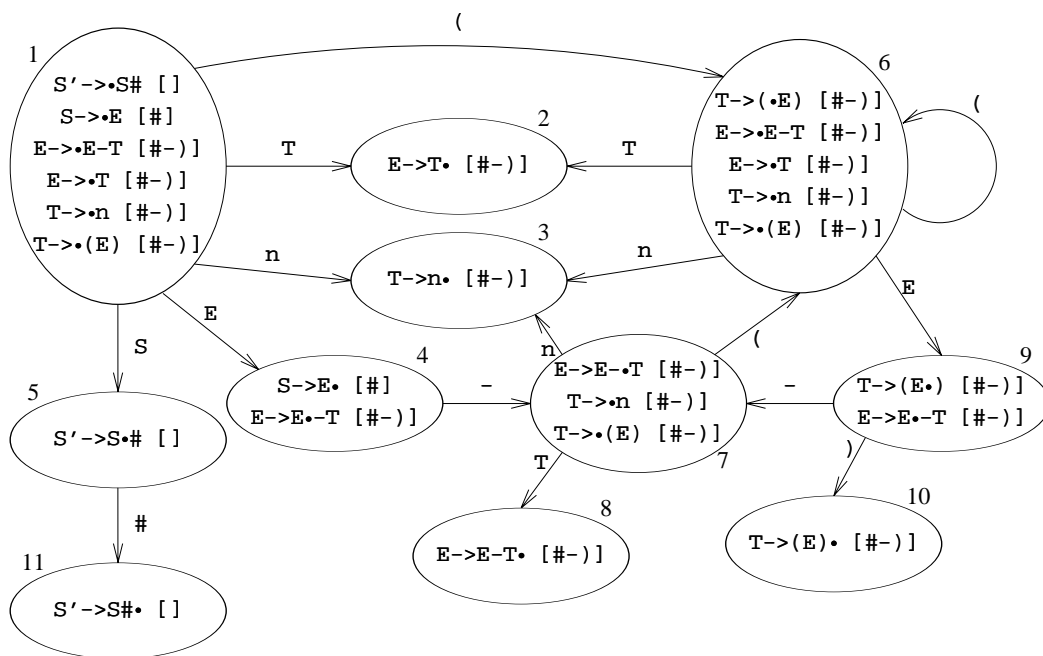 (
1
S'->•S# []
S->•E [#]
E->•E-T [#-)]
E->•T [#-)]
T->•n [#-)]
T->•(E) [#-)]
T
2
E->T• [#-)]
T
6
T->(•E) [#-)]
E->•E-T [#-)]
E->•T [#-)]
T->•n [#-)]
T->•(E) [#-)]
(
n
3
T->n• [#-)]
n
E
S
E
n
(
4
S->E• [#]
E->E•-T [#-)]
-
E->E-•T [#-)]
T->•n [#-)]
T->•(E) [#-)]
7
-
9
T->(E•) [#-)]
E->E•-T [#-)]
5
S'->S•# []
T
)
#
8
E->E-T• [#-)]
10
T->(E)• [#-)]
11
S'->S#• []